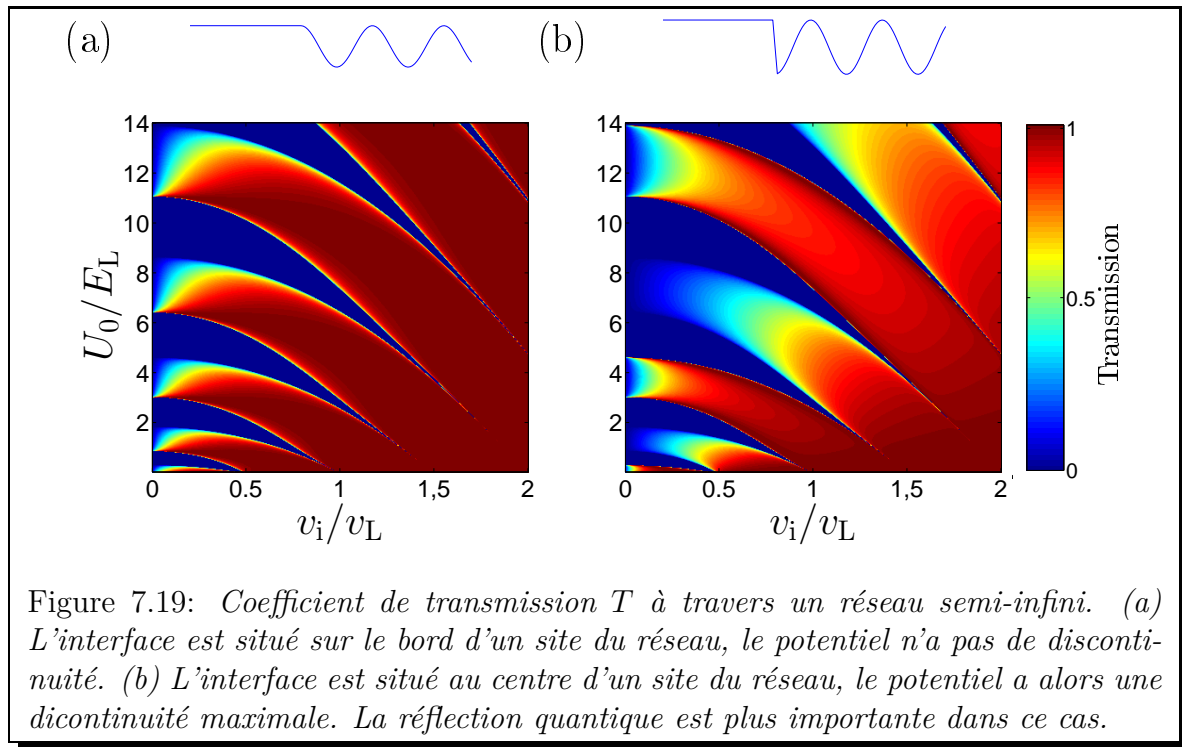 (a)
(b)
14
12
10
8
6
4
2
U0/EL
0
0.5
1
1,5
2
vi/vL
14
12
10
8
6
4
2
0
0.5
1
1,5
2
vi/vL
1
0.5
0
Transmission
Figure 7.19: Coefficient de transmission T à travers un réseau semi-infini. (a)
L'interface est situé sur le bord d'un site du réseau, le potentiel n'a pas de disconti-
nuité. (b) L'interface est situé au centre d'un site du réseau, le potentiel a alors une
dicontinuité maximale. La réflection quantique est plus importante dans ce cas.